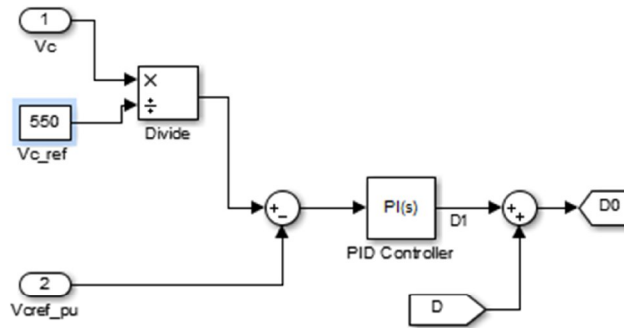 1
Vc
×
÷
Divide
550
Vc_ref
+
−
PI(s)
PID Controller
D1
+
+
D0
2
Vcref_pu
D